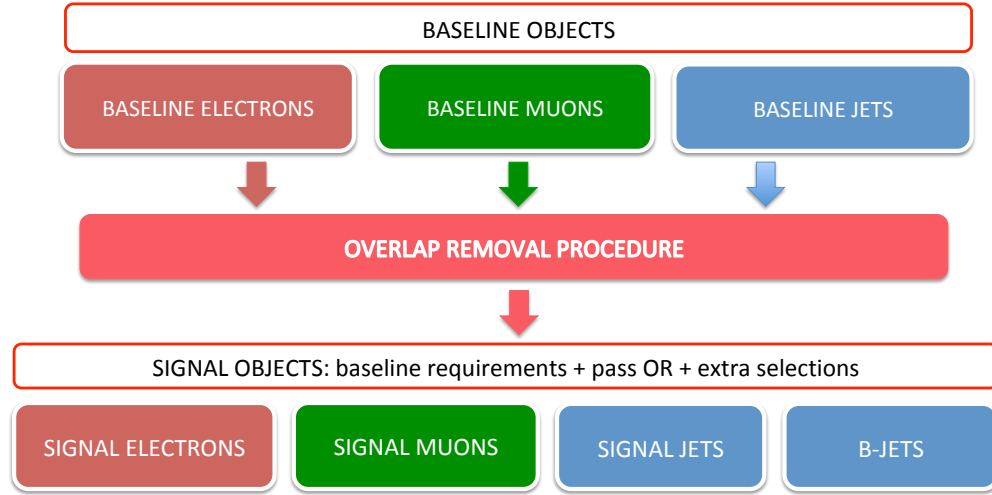 BASELINE OBJECTS
BASELINE ELECTRONS
BASELINE MUONS
BASELINE JETS
OVERLAP REMOVAL PROCEDURE
SIGNAL OBJECTS: baseline requirements + pass OR + extra selections
SIGNAL ELECTRONS
SIGNAL MUONS
SIGNAL JETS
B-JETS